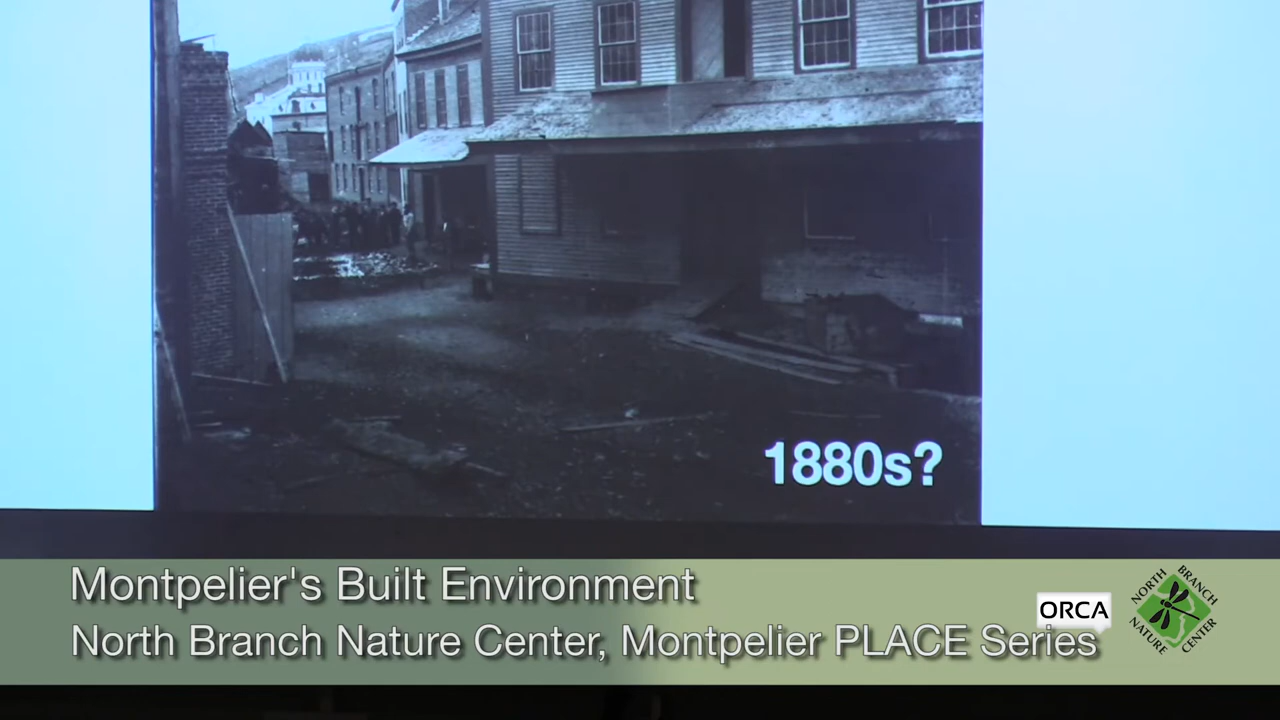 1880s?
Montpelier's Built Environment
North Branch Nature Center, Montpelier PLACE Series
ORCA
NORTH BRANCH
NATURE CENTER